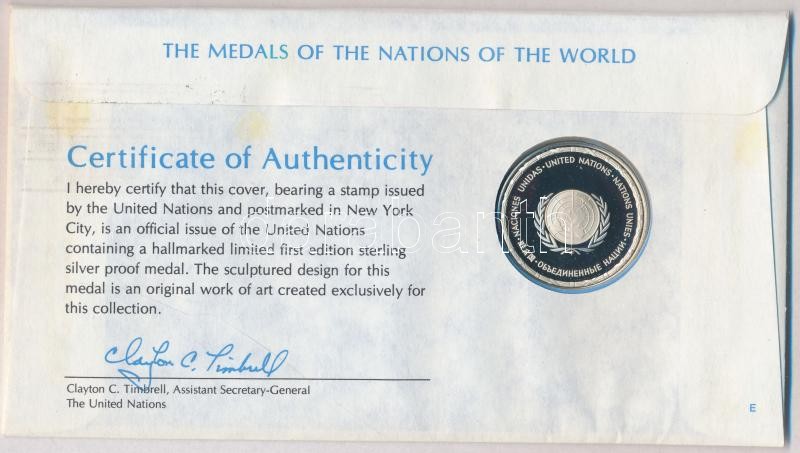 THE MEDALS OF THE NATIONS OF THE WORLD
Certificate of Authenticity
I hereby certify that this cover, bearing a stamp issued
by the United Nations and postmarked in New York
City, is an official issue of the United Nations
containing a hallmarked limited first edition sterling
silver proof medal. The sculptured design for this
medal is an original work of art created exclusively for
this collection.
Clayton C. Timbrell
Clayton C. Timbrell, Assistant Secretary-General
The United Nations
NACIONES UNIDAS · UNITED NATIONS · NATIONS UNIES · ОБЪЕДИНЕННЫЕ НАЦИИ ·
darabanth
E